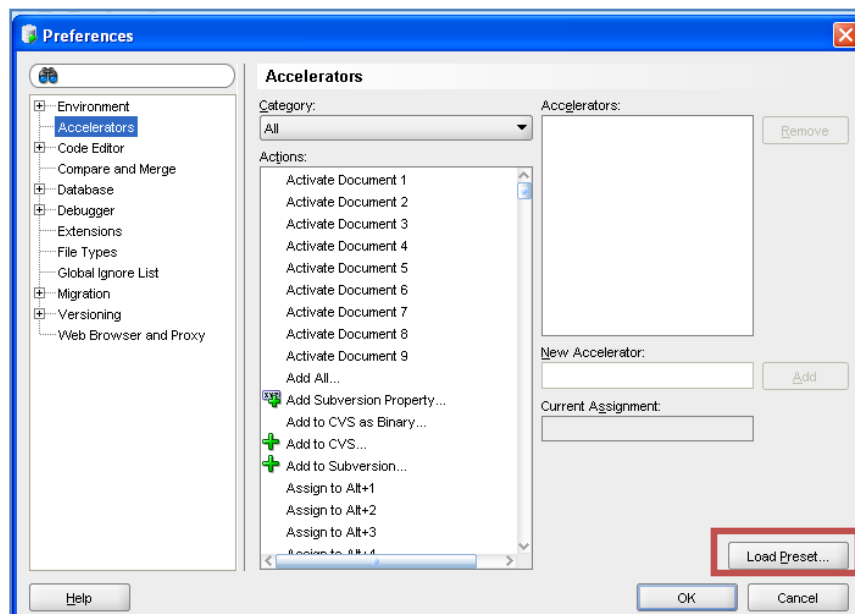 Preferences
Environment
Accelerators
Code Editor
Compare and Merge
Database
Debugger
Extensions
File Types
Global Ignore List
Migration
Versioning
Web Browser and Proxy
Accelerators
Category:
All
Actions:
Activate Document 1
Activate Document 2
Activate Document 3
Activate Document 4
Activate Document 5
Activate Document 6
Activate Document 7
Activate Document 8
Activate Document 9
Add All...
Add Subversion Property...
Add to CVS as Binary...
Add to CVS...
Add to Subversion...
Assign to Alt+1
Assign to Alt+2
Assign to Alt+3
Assign to Alt+4
Accelerators:
Remove
New Accelerator:
Add
Current Assignment:
Load Preset...
Help
OK
Cancel